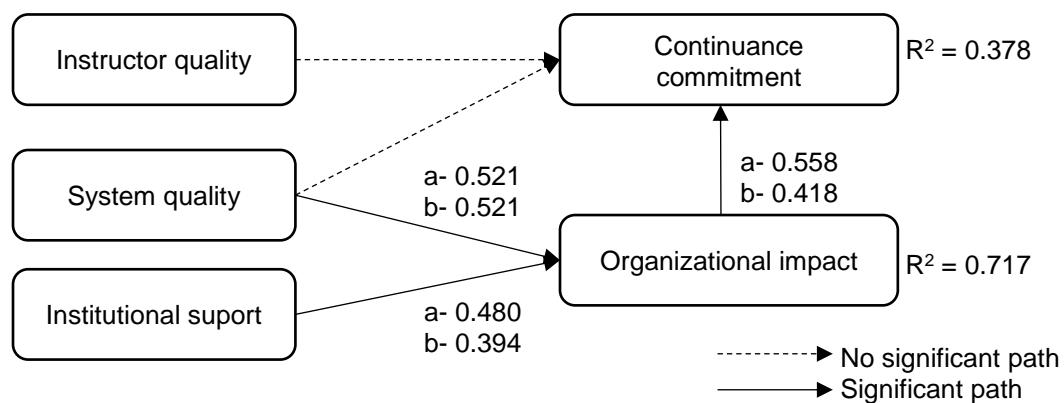 Instructor quality
Continuance
commitment
R² = 0.378
System quality
a- 0.521
b- 0.521
a- 0.558
b- 0.418
Organizational impact
R² = 0.717
Institutional suport
a- 0.480
b- 0.394
No significant path
Significant path